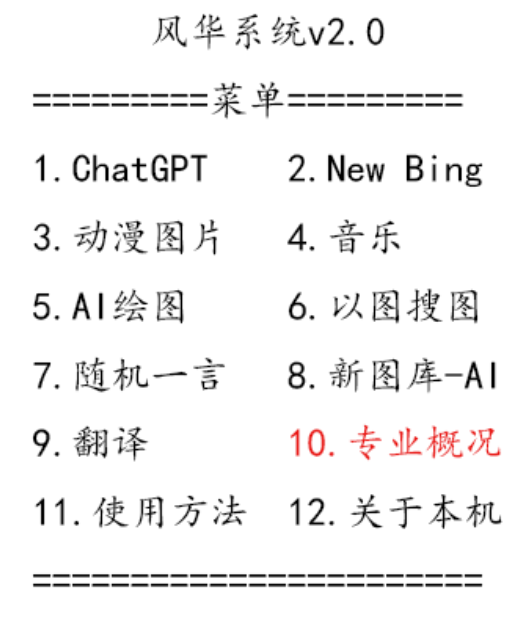 风华系统v2.0
=========菜单=========
1.ChatGPT 2.New Bing
3.动漫图片 4.音乐
5.AI绘图 6.以图搜图
7.随机一言 8.新图库-AI
9.翻译 10.专业概况
11.使用方法 12.关于本机
=======================